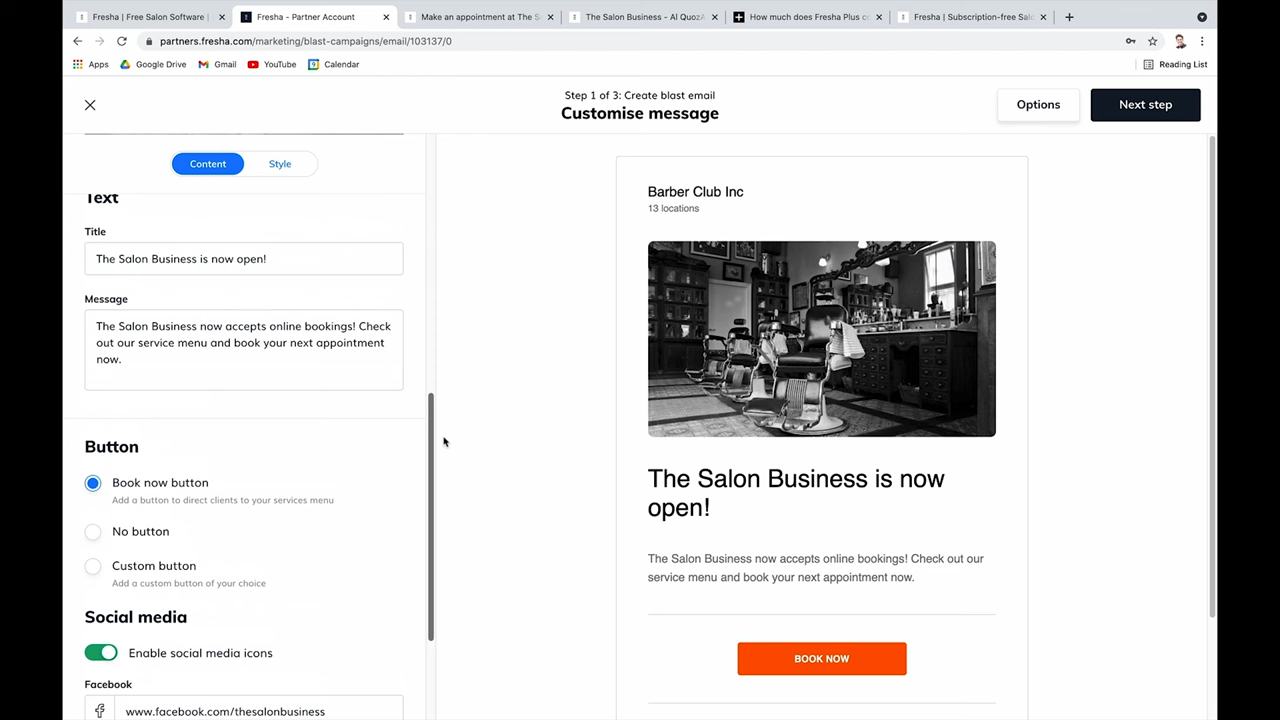 Fresha | Free Salon Software |
Fresha - Partner Account
Make an appointment at The S
The Salon Business - Al QuozA
How much does Fresha Plus co
Fresha | Subscription-free Salo
partners.fresha.com/marketing/blast-campaigns/email/103137/0
Apps
Google Drive
Gmail
YouTube
Calendar
Reading List
Step 1 of 3: Create blast email
Customise message
Options
Next step
Content
Style
Text
Title
The Salon Business is now open!
Message
The Salon Business now accepts online bookings! Check
out our service menu and book your next appointment
now.
Button
Book now button
Add a button to direct clients to your services menu
No button
Custom button
Add a custom button of your choice
Social media
Enable social media icons
Facebook
www.facebook.com/thesalonbusiness
Barber Club Inc
13 locations
The Salon Business is now
open!
The Salon Business now accepts online bookings! Check out our
service menu and book your next appointment now.
BOOK NOW